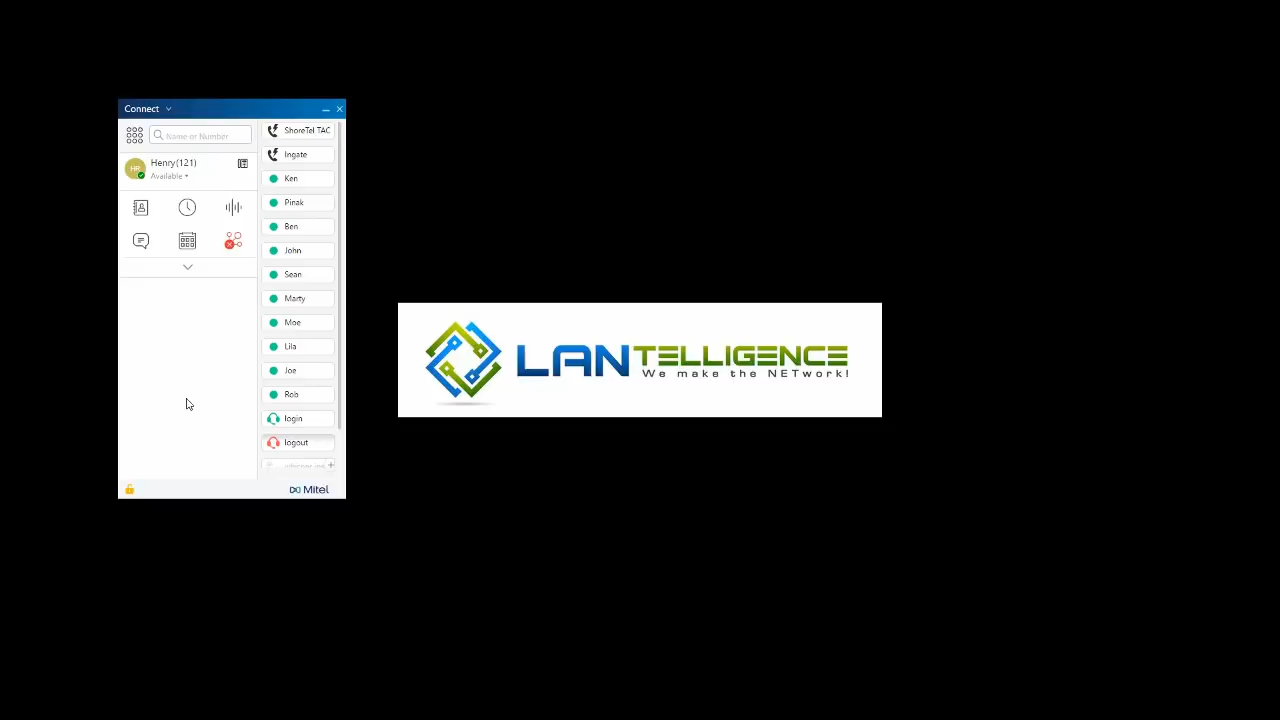 Connect
Name or Number
HR
Henry(121)
Available
ShoreTel TAC
Ingate
Ken
Pinak
Ben
John
Sean
Marty
Moe
Lila
Joe
Rob
login
logout
Mitel
LANTELLIGENCE
We make the NETwork!